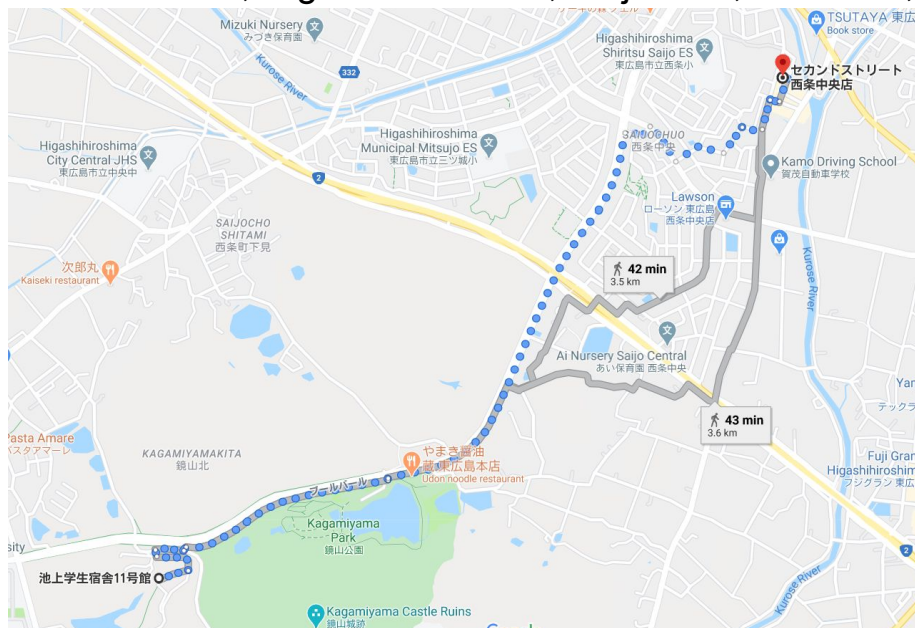 Mizuki Nursery
みづき保育園
Kurose River
332
TSUTAYA 東広
Book store
Higashihiroshima
Shiritsu Saijo ES
東広島市立西条小
セカンドストリート
西条中央店
Higashihiroshima
City Central JHS
東広島市立中央中
Higashihiroshima
Municipal Mitsujo ES
東広島市立三ツ城小
SAIJOCHUO
西条中央
Kamo Driving School
賀茂自動車学校
2
Lawson
ローソン 東広島
西条中央店
SAIJOCHO
SHITAMI
西条町下見
次郎丸
Kaiseki restaurant
42 min
3.5 km
Kurose River
Ai Nursery Saijo Central
あい保育園 西条中央
43 min
3.6 km
Pasta Amare
パスタアマーレ
KAGAMIYAMAKITA
鏡山北
やまき醤油
蔵 東広島本店
Udon noodle restaurant
ブールバール
Fuji Gran
Higashihiroshim
フジグラン 東広
Kagamiyama
Park
鏡山公園
sity
池上学生宿舎11号館
2
Kurose River
Kagamiyama Castle Ruins
鏡山城跡